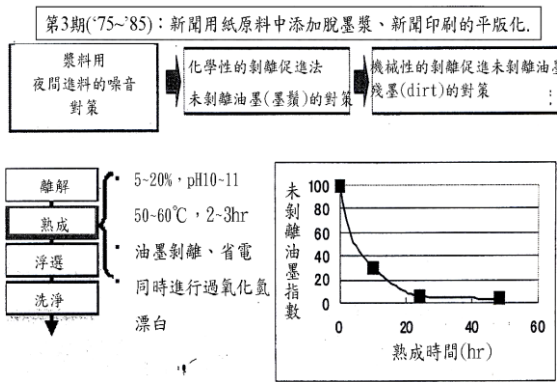 第3期('75~'85)：新聞用紙原料中添加脫墨漿、新聞印刷的平版化.
漿料用
夜間進料的噪音
對策
化學性的剝離促進法
未剝離油墨(墨鬚)的對策
機械性的剝離促進未剝離油墨
殘墨(dirt)的對策
：
離解
熟成
浮選
洗淨
• 5~20%，pH10~11
50~60℃，2~3hr
• 油墨剝離、省電
• 同時進行過氧化氫
漂白
未剝離油墨指數
100
80
60
40
20
0
0 20 40 60
熟成時間(hr)